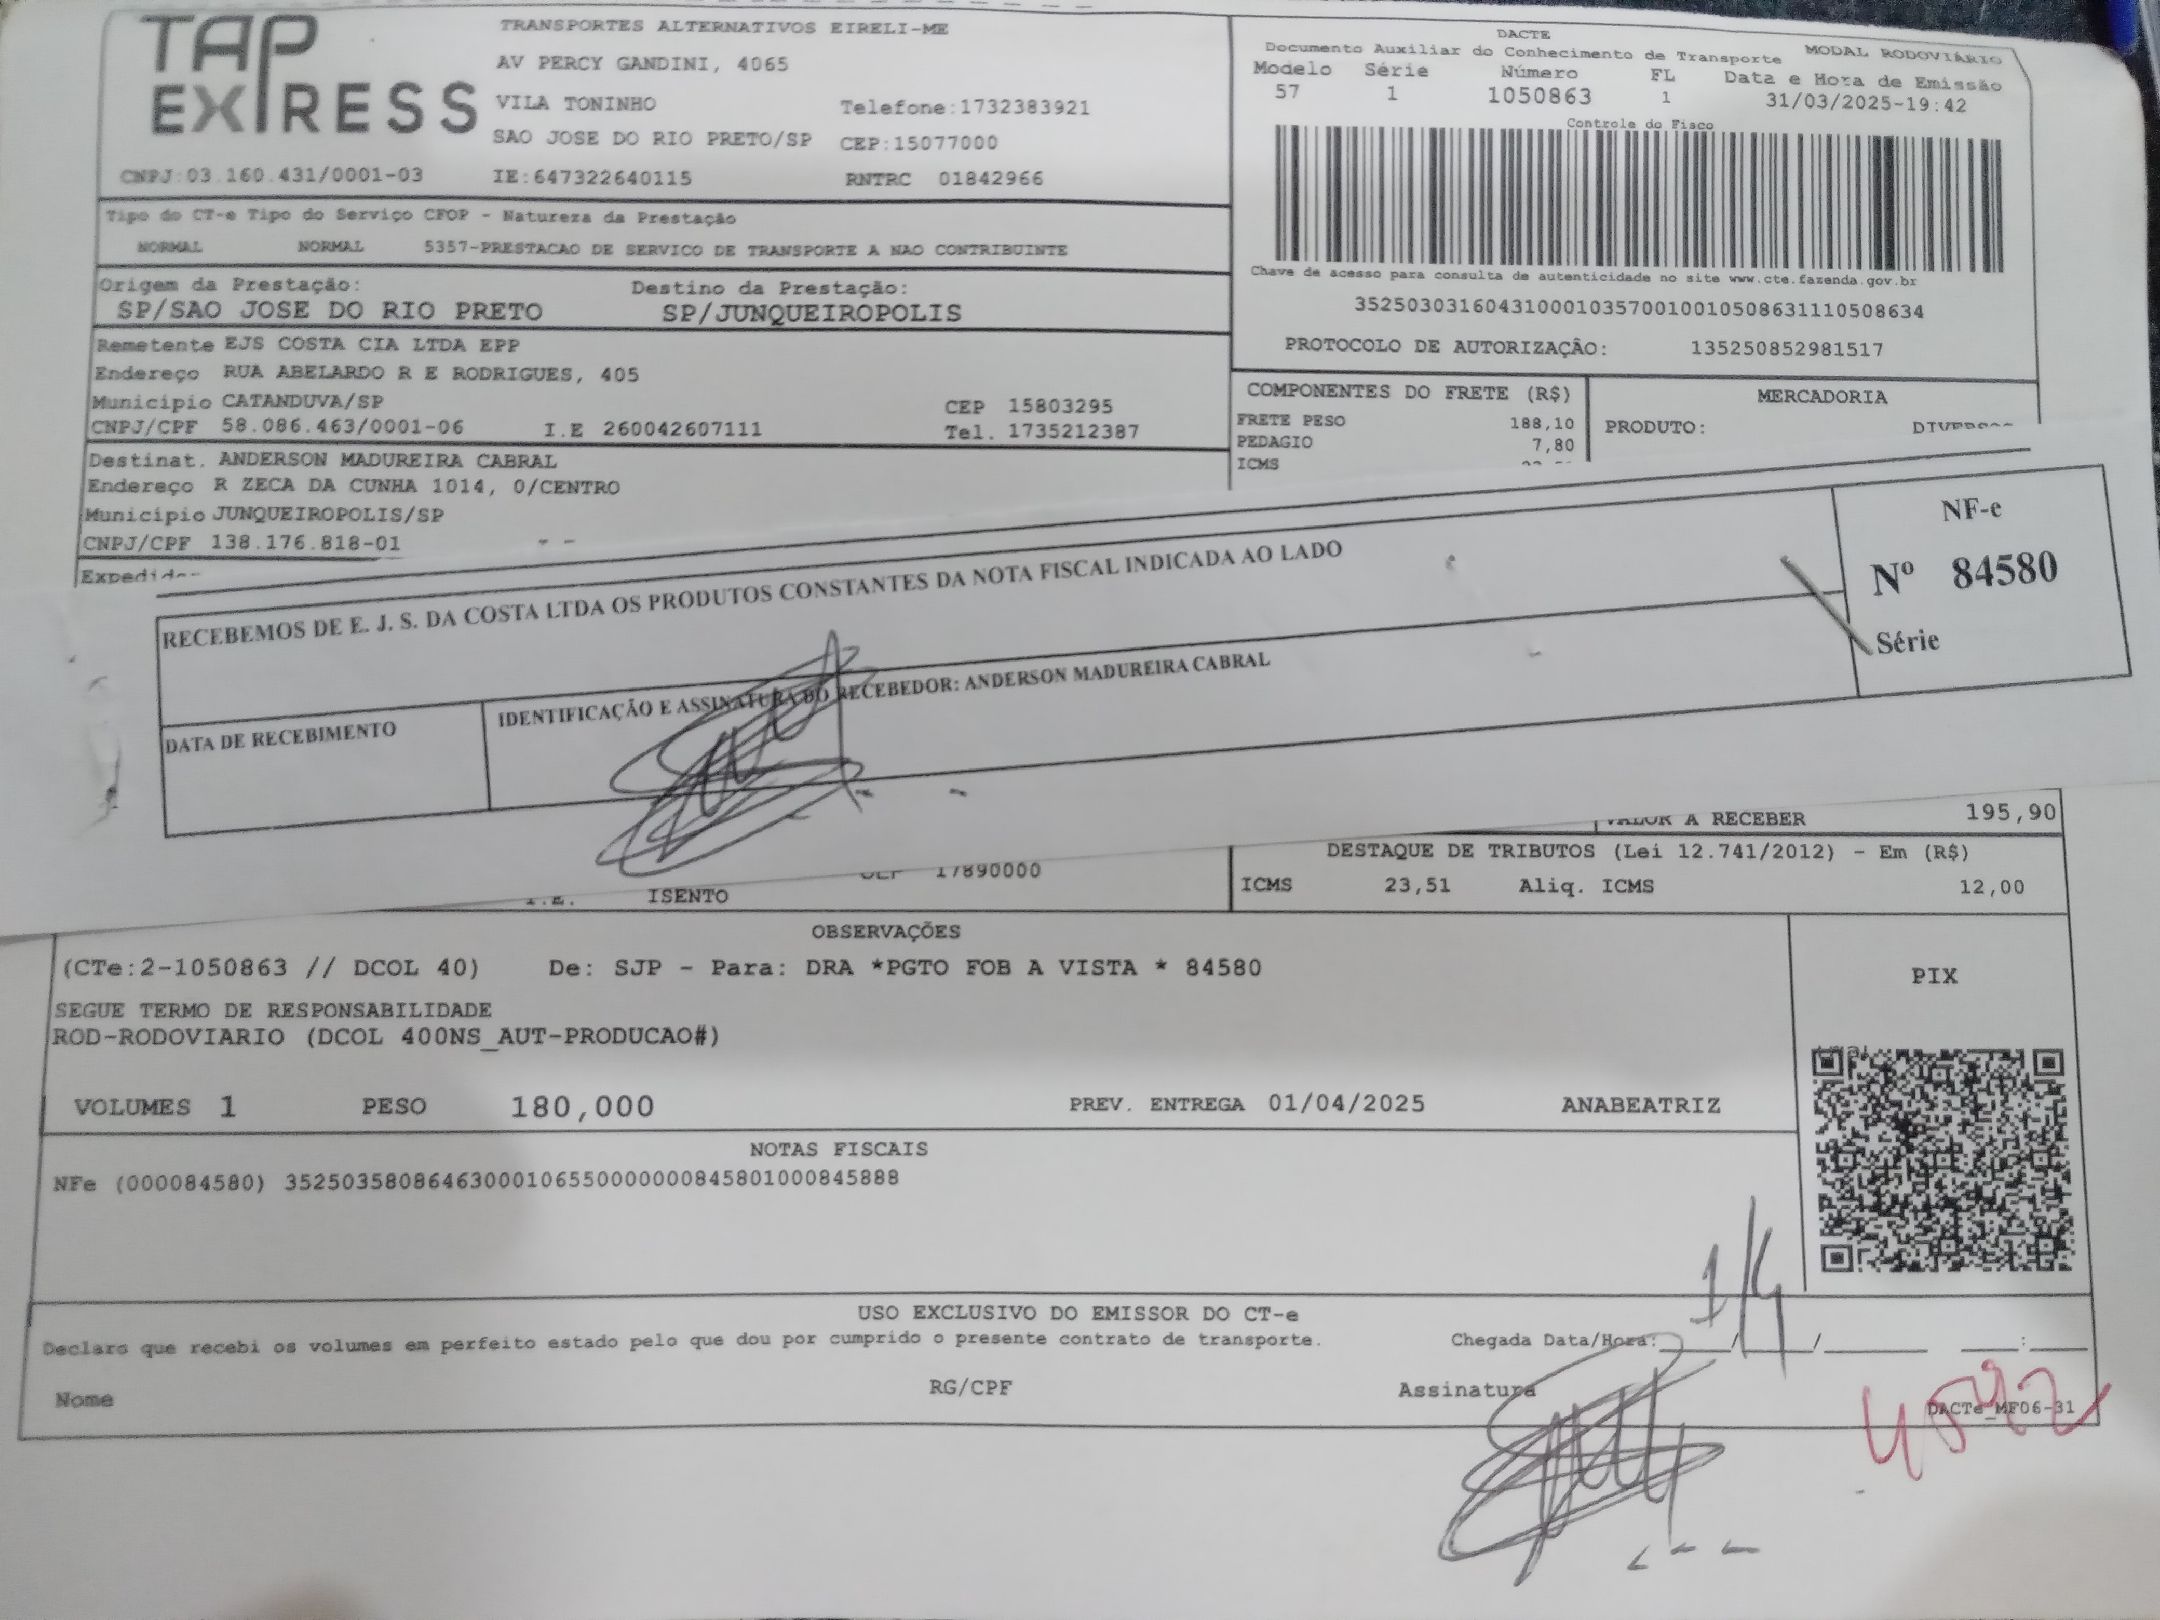 TAP EXPRESS
TRANSPORTES ALTERNATIVOS EIRELI-ME
AV PERCY GANDINI, 4065
VILA TONINHO Telefone:1732383921
SAO JOSE DO RIO PRETO/SP CEP:15077000
CNPJ:03.160.431/0001-03 IE:647322640115 RNTRC 01842966
DACTE
Documento Auxiliar do Conhecimento de Transporte MODAL RODOVIÁRIO
Modelo Série Número FL Data e Hora de Emissão
57 1 1050863 1 31/03/2025-19:42
Controle do Fisco
Chave de acesso para consulta de autenticidade no site www.cte.fazenda.gov.br
35250303160431000103570010010508631110508634
PROTOCOLO DE AUTORIZAÇÃO: 135250852981517
Tipo do CT-e Tipo do Serviço CFOP - Natureza da Prestação
NORMAL NORMAL 5357-PRESTACAO DE SERVICO DE TRANSPORTE A NAO CONTRIBUINTE
Origem da Prestação: Destino da Prestação:
SP/SAO JOSE DO RIO PRETO SP/JUNQUEIROPOLIS
Remetente EJS COSTA CIA LTDA EPP
Endereço RUA ABELARDO R E RODRIGUES, 405
Município CATANDUVA/SP CEP 15803295
CNPJ/CPF 58.086.463/0001-06 I.E 260042607111 Tel. 1735212387
Destinat. ANDERSON MADUREIRA CABRAL
Endereço R ZECA DA CUNHA 1014, 0/CENTRO
Município JUNQUEIROPOLIS/SP
CNPJ/CPF 138.176.818-01
COMPONENTES DO FRETE (R$) MERCADORIA
FRETE PESO 188,10 PRODUTO:
PEDAGIO 7,80
ICMS
RECEBEMOS DE E. J. S. DA COSTA LTDA OS PRODUTOS CONSTANTES DA NOTA FISCAL INDICADA AO LADO
DATA DE RECEBIMENTO
IDENTIFICAÇÃO E ASSINATURA DO RECEBEDOR: ANDERSON MADUREIRA CABRAL
NF-e
Nº 84580
Série
VALOR A RECEBER 195,90
DESTAQUE DE TRIBUTOS (Lei 12.741/2012) - Em (R$)
ICMS 23,51 Aliq. ICMS 12,00
CEP 17890000
I.E. ISENTO
OBSERVAÇÕES
(CTe:2-1050863 // DCOL 40) De: SJP - Para: DRA *PGTO FOB A VISTA * 84580
SEGUE TERMO DE RESPONSABILIDADE
ROD-RODOVIARIO (DCOL 400NS_AUT-PRODUCAO#)
PIX
VOLUMES 1 PESO 180,000 PREV. ENTREGA 01/04/2025 ANABEATRIZ
NOTAS FISCAIS
NFe (000084580) 35250358086463000106550000000845801000845888
USO EXCLUSIVO DO EMISSOR DO CT-e
Declaro que recebi os volumes em perfeito estado pelo que dou por cumprido o presente contrato de transporte. Chegada Data/Hora: 1/4
Nome RG/CPF Assinatura
DACTe_MF06-31